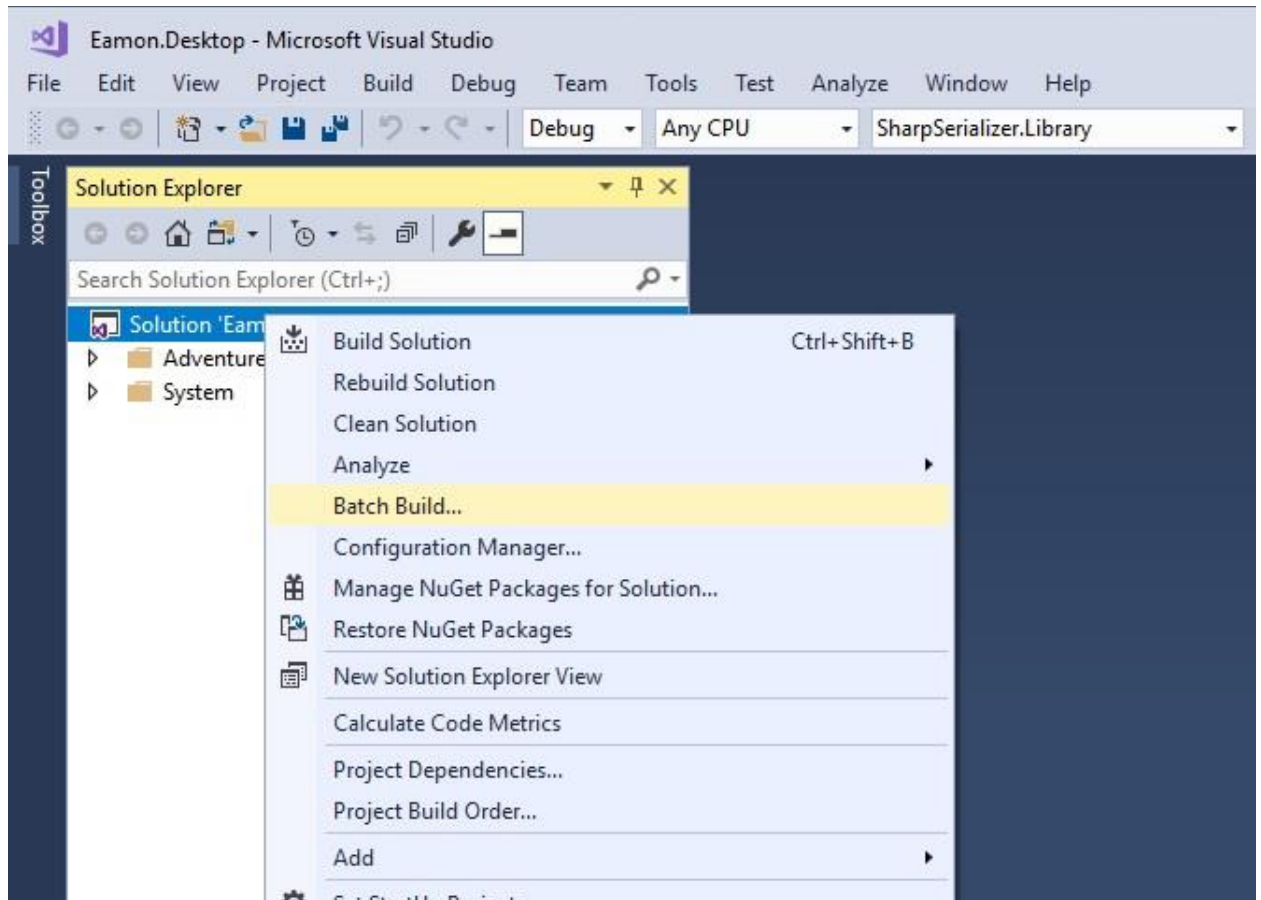 Eamon.Desktop - Microsoft Visual Studio
File Edit View Project Build Debug Team Tools Test Analyze Window Help
Debug Any CPU SharpSerializer.Library
Toolbox
Solution Explorer
Search Solution Explorer (Ctrl+;)
Solution 'Eam
Adventure
System
Build Solution Ctrl+Shift+B
Rebuild Solution
Clean Solution
Analyze
Batch Build...
Configuration Manager...
Manage NuGet Packages for Solution...
Restore NuGet Packages
New Solution Explorer View
Calculate Code Metrics
Project Dependencies...
Project Build Order...
Add